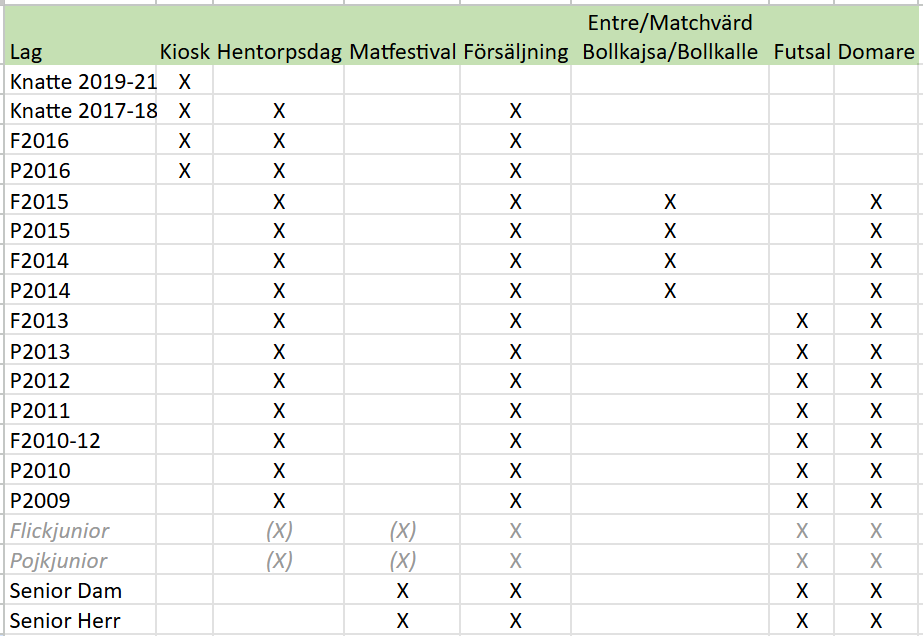 Entre/Matchvärd
Lag Kiosk Hentorpsdag Matfestival Försäljning Bollkajsa/Bollkalle Futsal Domare
Knatte 2019-21 X
Knatte 2017-18 X X X
F2016 X X X
P2016 X X X
F2015 X X X X
P2015 X X X X
F2014 X X X X
P2014 X X X X
F2013 X X X X
P2013 X X X X
P2012 X X X X
P2011 X X X X
F2010-12 X X X X
P2010 X X X X
P2009 X X X X
Flickjunior (X) (X) X X X
Pojkjunior (X) (X) X X X
Senior Dam X X X X
Senior Herr X X X X